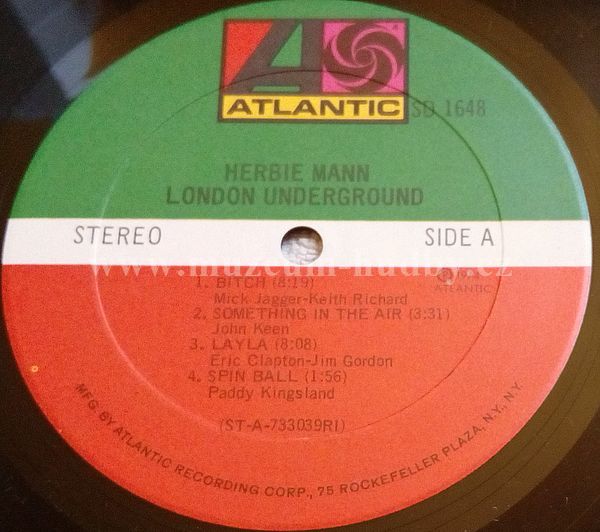 ATLANTIC
SD 1648
HERBIE MANN
LONDON UNDERGROUND
STEREO
SIDE A
www.muzeum-hudby.cz
1. BITCH (8:19)
Mick Jagger-Keith Richard
2. SOMETHING IN THE AIR (3:31)
John Keen
3. LAYLA (8:08)
Eric Clapton-Jim Gordon
4. SPIN BALL (1:56)
Paddy Kingsland
ATLANTIC
(ST-A-733039RI)
MFG. BY ATLANTIC RECORDING CORP., 75 ROCKEFELLER PLAZA, N.Y., N.Y.